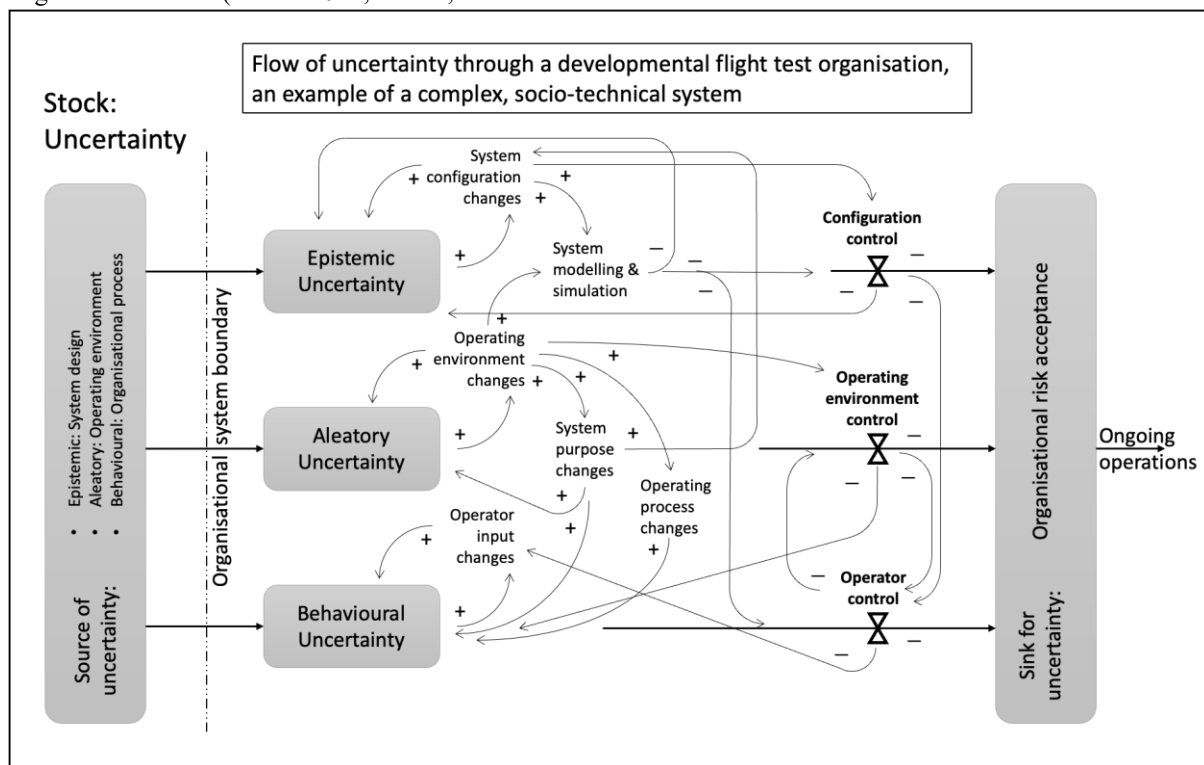 Flow of uncertainty through a developmental flight test organisation,
an example of a complex, socio-technical system
Stock:
Uncertainty
Source of
uncertainty:
• Epistemic: System design
• Aleatory: Operating environment
• Behavioural: Organisational process
Organisational system boundary
Epistemic
Uncertainty
Aleatory
Uncertainty
Behavioural
Uncertainty
System
configuration
changes
System
modelling &
simulation
Operating
environment
changes
System
purpose
changes
Operating
process
changes
Operator
input
changes
Configuration
control
Operating
environment
control
Operator
control
Sink for
uncertainty:
Organisational risk acceptance
Ongoing
operations